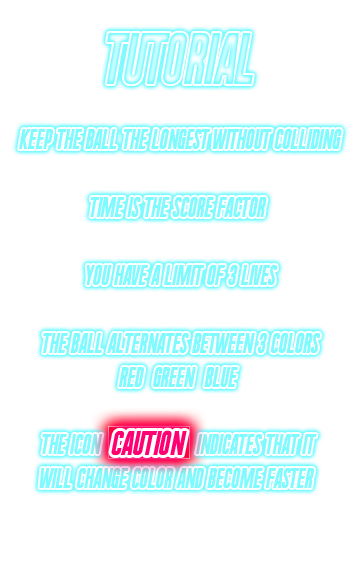 TUTORIAL
KEEP THE BALL THE LONGEST WITHOUT COLLIDING
TIME IS THE SCORE FACTOR
YOU HAVE A LIMIT OF 3 LIVES
THE BALL ALTERNATES BETWEEN 3 COLORS
RED GREEN BLUE
THE ICON CAUTION INDICATES THAT IT
WILL CHANGE COLOR AND BECOME FASTER